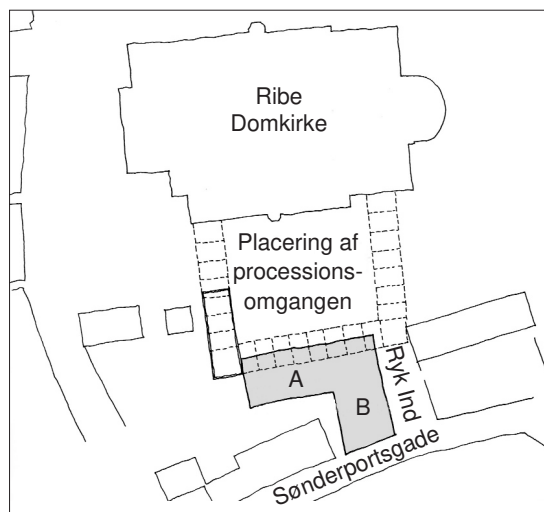 Ribe
Domkirke
Placering af
processions-
omgangen
A
B
Ryk Ind
Sønderportsgade